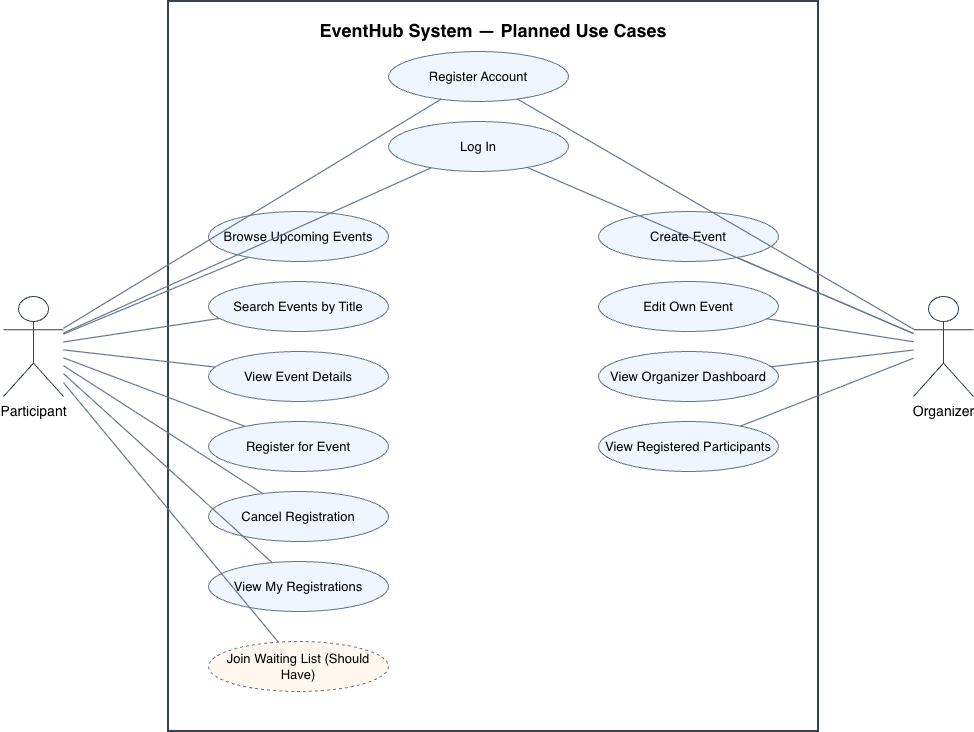 EventHub System — Planned Use Cases
Register Account
Log In
Browse Upcoming Events
Create Event
Search Events by Title
Edit Own Event
View Event Details
View Organizer Dashboard
Participant
Organizer
Register for Event
View Registered Participants
Cancel Registration
View My Registrations
Join Waiting List (Should
Have)